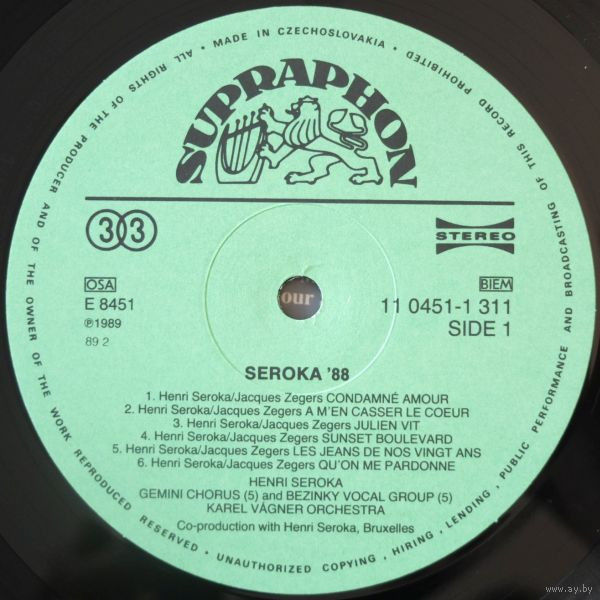 ALL RIGHTS OF THE PRODUCER AND OF THE OWNER OF THE WORK REPRODUCED RESERVED • UNAUTHORIZED COPYING, HIRING, LENDING, PUBLIC PERFORMANCE AND BROADCASTING OF THIS RECORD PROHIBITED • MADE IN CZECHOSLOVAKIA •
SUPRAPHON
33
STEREO
OSA
BIEM
E 8451
11 0451-1 311
℗1989
SIDE 1
89 2
our
SEROKA '88
1. Henri Seroka/Jacques Zegers CONDAMNÉ AMOUR
2. Henri Seroka/Jacques Zegers A M'EN CASSER LE COEUR
3. Henri Seroka/Jacques Zegers JULIEN VIT
4. Henri Seroka/Jacques Zegers SUNSET BOULEVARD
5. Henri Seroka/Jacques Zegers LES JEANS DE NOS VINGT ANS
6. Henri Seroka/Jacques Zegers QU'ON ME PARDONNE
HENRI SEROKA
GEMINI CHORUS (5) and BEZINKY VOCAL GROUP (5)
KAREL VÁGNER ORCHESTRA
Co-production with Henri Seroka, Bruxelles
www.ay.by